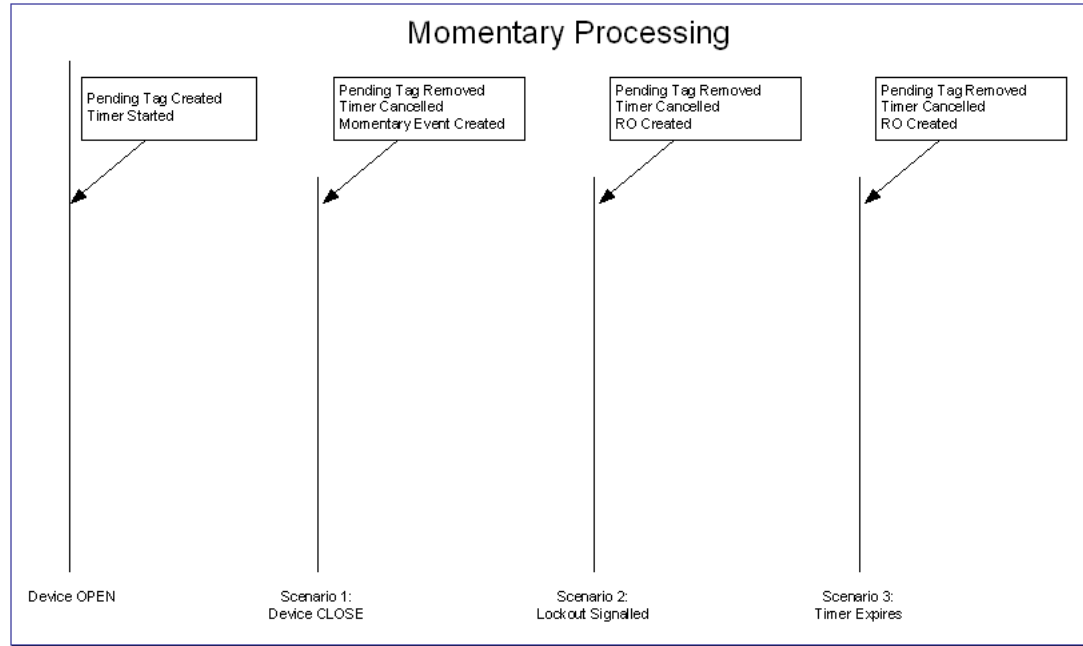 Momentary Processing
Pending Tag Created
Timer Started
Pending Tag Removed
Timer Cancelled
Momentary Event Created
Pending Tag Removed
Timer Cancelled
RO Created
Pending Tag Removed
Timer Cancelled
RO Created
Device OPEN
Scenario 1:
Device CLOSE
Scenario 2:
Lockout Signalled
Scenario 3:
Timer Expires